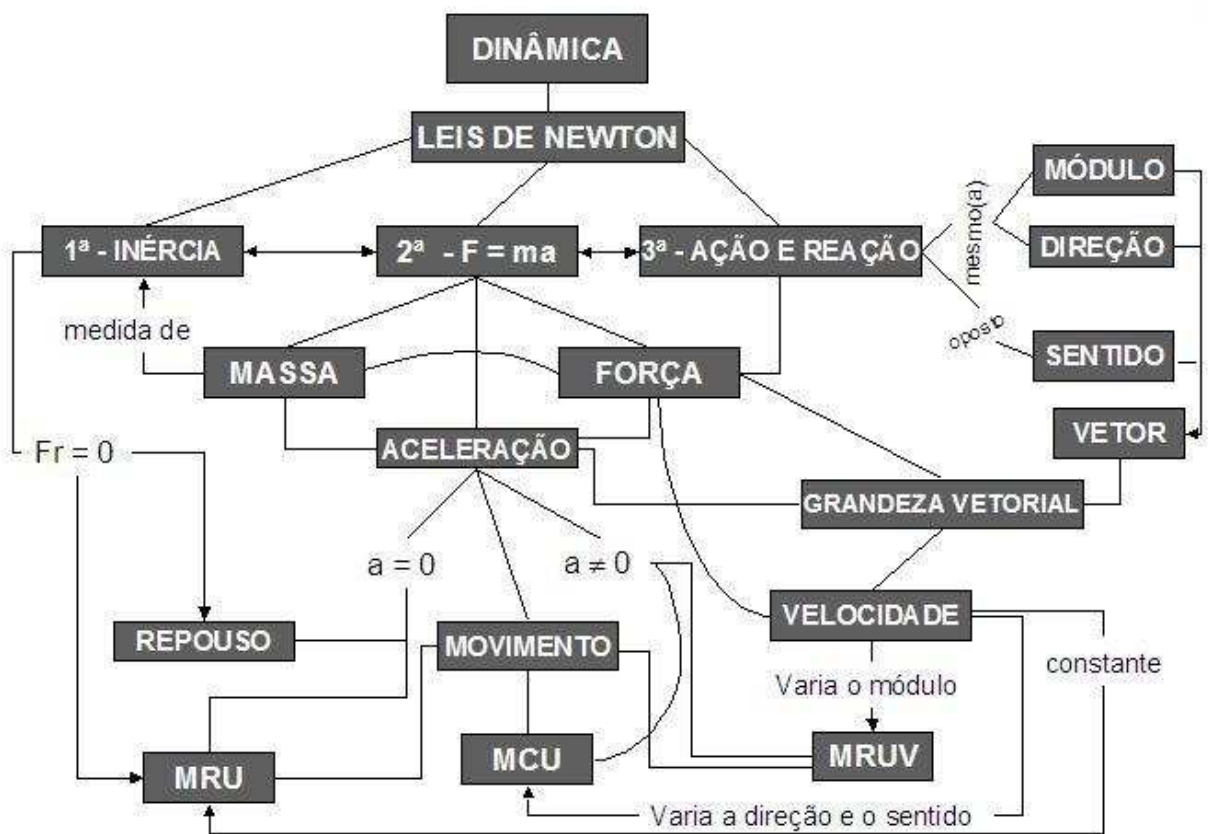 DINÂMICA
LEIS DE NEWTON
MÓDULO
mesmo(a)
1ª - INÉRCIA
2ª - F = ma
3ª - AÇÃO E REAÇÃO
DIREÇÃO
medida de
oposto
MASSA
FORÇA
SENTIDO
Fr = 0
ACELERAÇÃO
VETOR
GRANDEZA VETORIAL
a = 0
a ≠ 0
REPOUSO
MOVIMENTO
VELOCIDADE
constante
Varia o módulo
MRU
MCU
MRUV
Varia a direção e o sentido